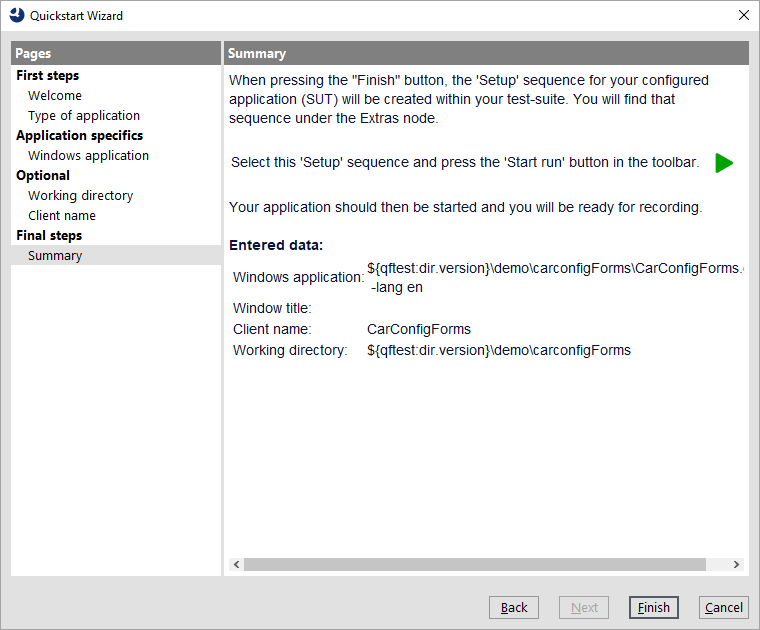 Quickstart Wizard
Pages
First steps
Welcome
Type of application
Application specifics
Windows application
Optional
Working directory
Client name
Final steps
Summary
Summary
When pressing the "Finish" button, the 'Setup' sequence for your configured
application (SUT) will be created within your test-suite. You will find that
sequence under the Extras node.
Select this 'Setup' sequence and press the 'Start run' button in the toolbar.
Your application should then be started and you will be ready for recording.
Entered data:
Windows application: ${qftest:dir.version}\demo\carconfigForms\CarConfigForms.
-lang en
Window title:
Client name: CarConfigForms
Working directory: ${qftest:dir.version}\demo\carconfigForms
Back Next Finish Cancel